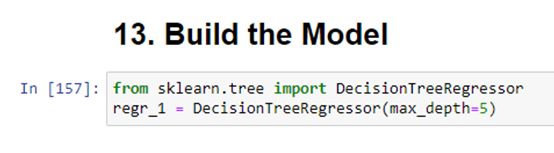 13. Build the Model
In [157]: from sklearn.tree import DecisionTreeRegressor
regr_1 = DecisionTreeRegressor(max_depth=5)